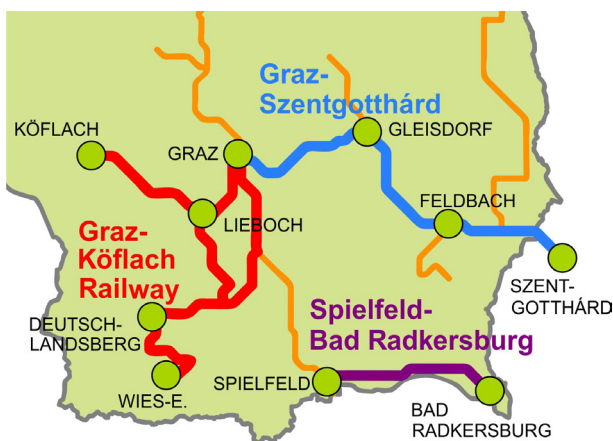 Graz-
Szentgotthárd
KÖFLACH
GRAZ
GLEISDORF
LIEBOCH
FELDBACH
Graz-
Köflach
Railway
SZENT-
GOTTHÁRD
DEUTSCH-
LANDSBERG
Spielfeld-
Bad Radkersburg
WIES-E.
SPIELFELD
BAD
RADKERSBURG